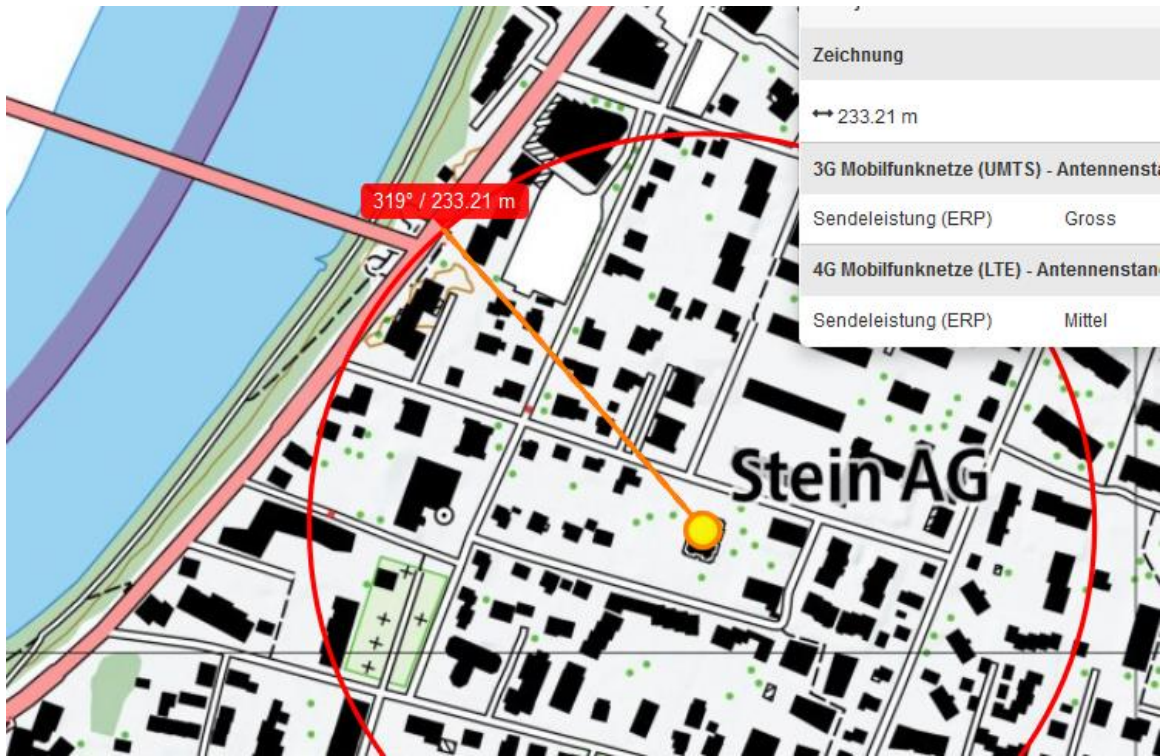 Zeichnung
↔ 233.21 m
3G Mobilfunknetze (UMTS) - Antennensta
Sendeleistung (ERP) Gross
4G Mobilfunknetze (LTE) - Antennenstan
Sendeleistung (ERP) Mittel
319° / 233.21 m
Stein AG